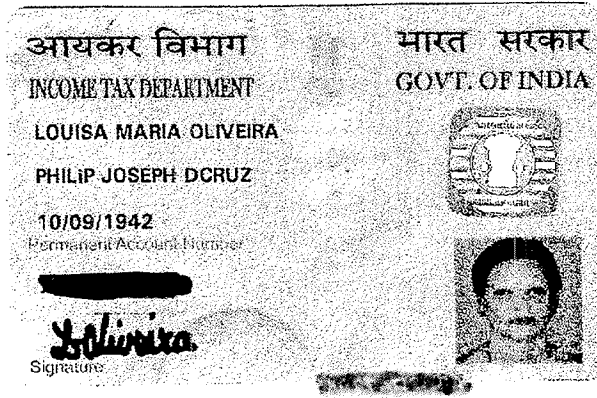 आयकर विभाग
भारत सरकार
INCOME TAX DEPARTMENT
GOVT. OF INDIA
LOUISA MARIA OLIVEIRA
PHILiP JOSEPH DCRUZ
10/09/1942
Permanent Account Number
LOliveira.
Signature